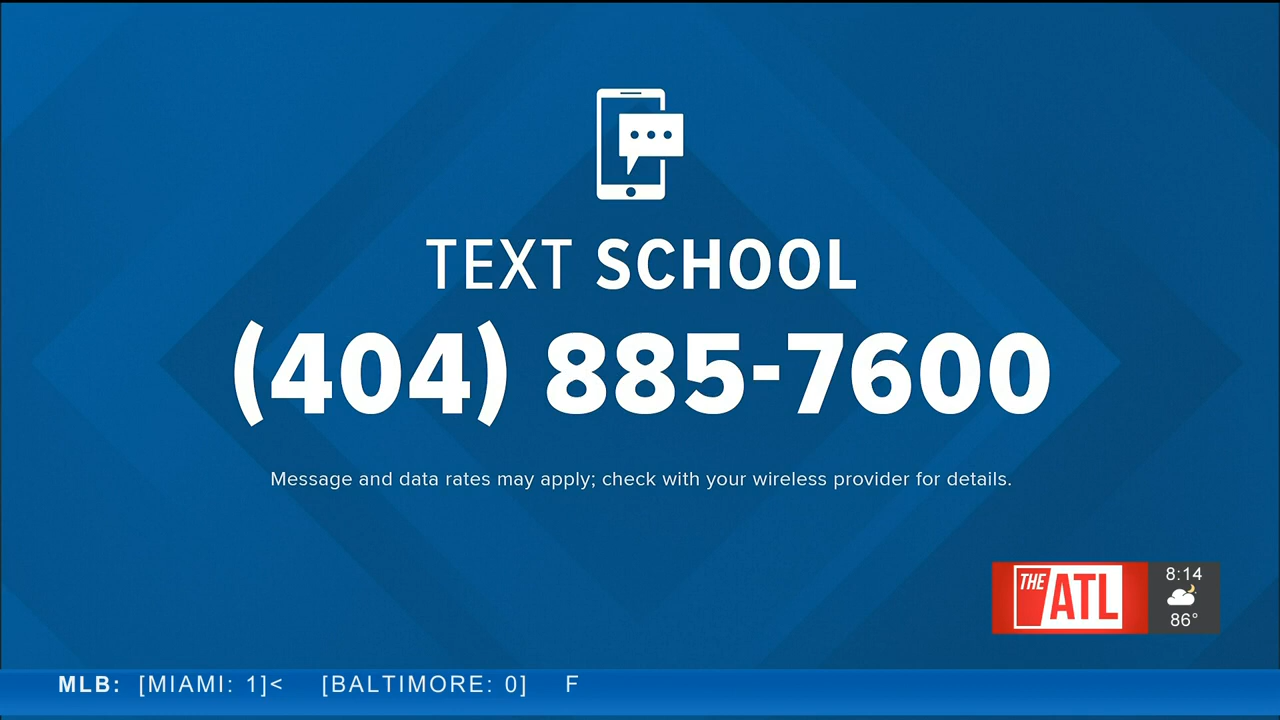 TEXT SCHOOL
(404) 885-7600
Message and data rates may apply; check with your wireless provider for details.
THE ATL
8:14
86°
MLB: [MIAMI: 1]< [BALTIMORE: 0] F